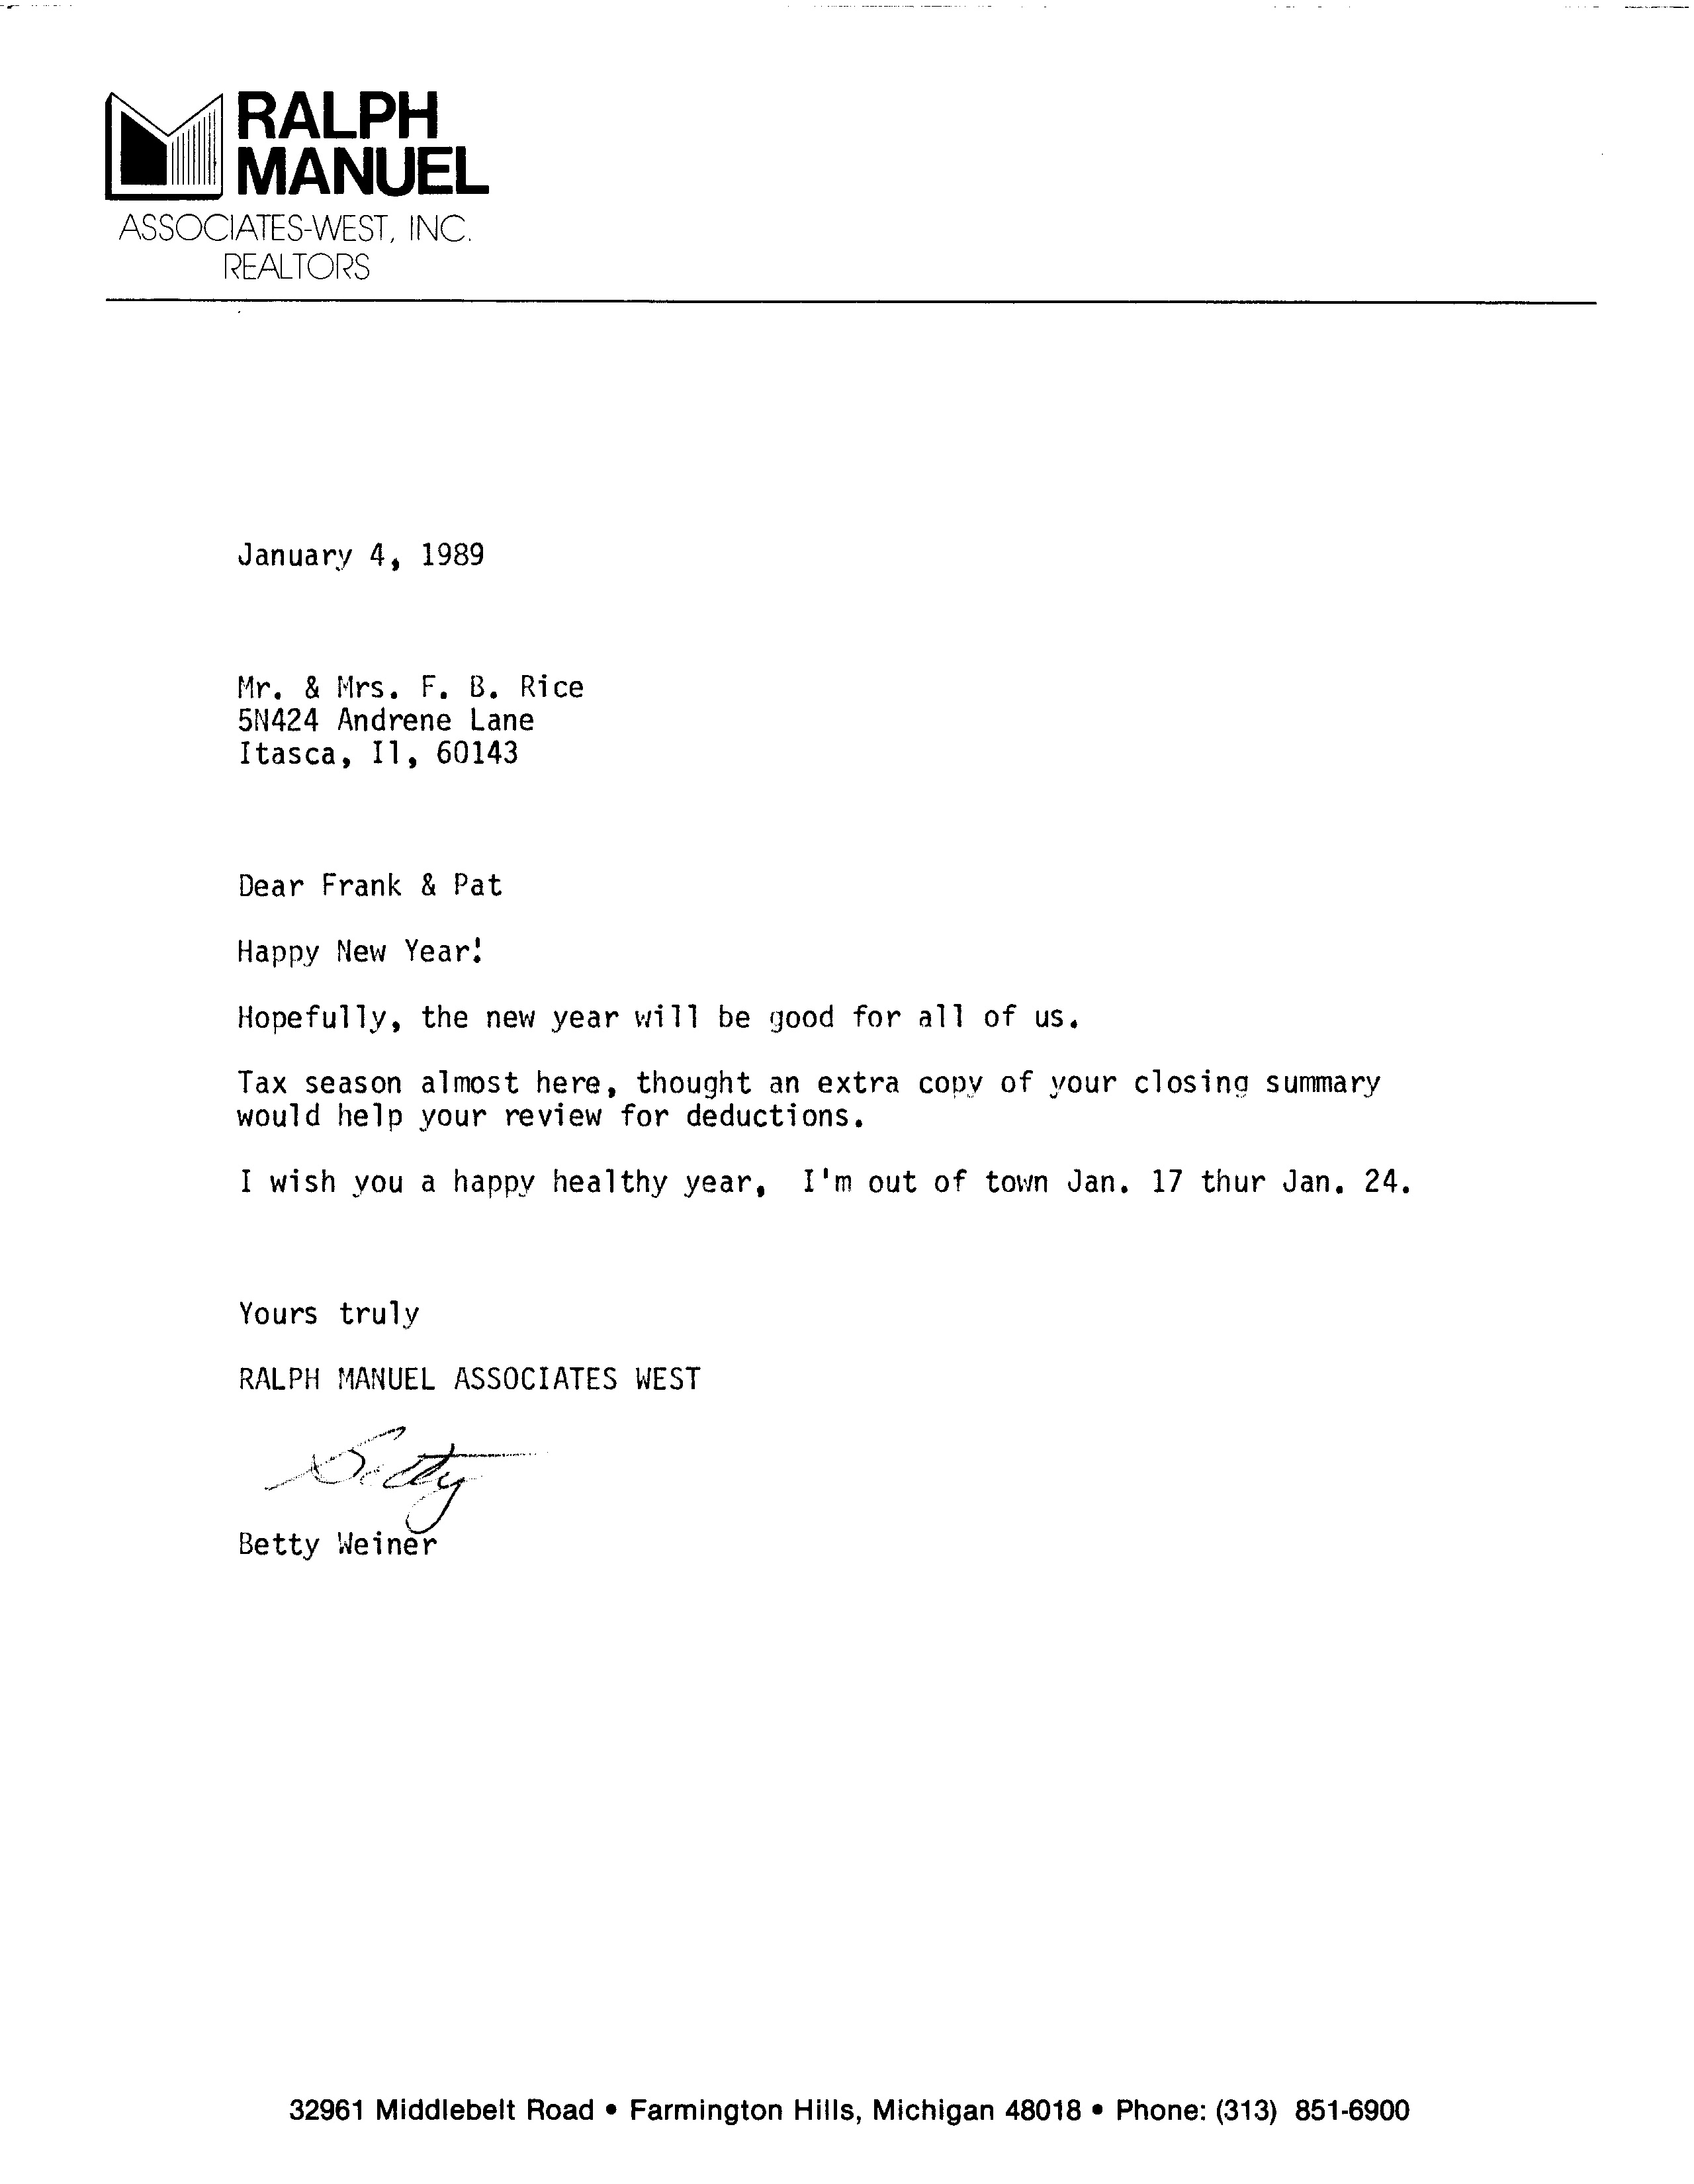 RALPH
MANUEL
ASSOCIATES-WEST, INC.
REALTORS
January 4, 1989
Mr. & Mrs. F. B. Rice
5N424 Andrene Lane
Itasca, Il, 60143
Dear Frank & Pat
Happy New Year!
Hopefully, the new year will be good for all of us.
Tax season almost here, thought an extra copy of your closing summary
would help your review for deductions.
I wish you a happy healthy year,  I'm out of town Jan. 17 thur Jan. 24.
Yours truly
RALPH MANUEL ASSOCIATES WEST
Betty
Betty Weiner
32961 Middlebelt Road • Farmington Hills, Michigan 48018 • Phone: (313) 851-6900